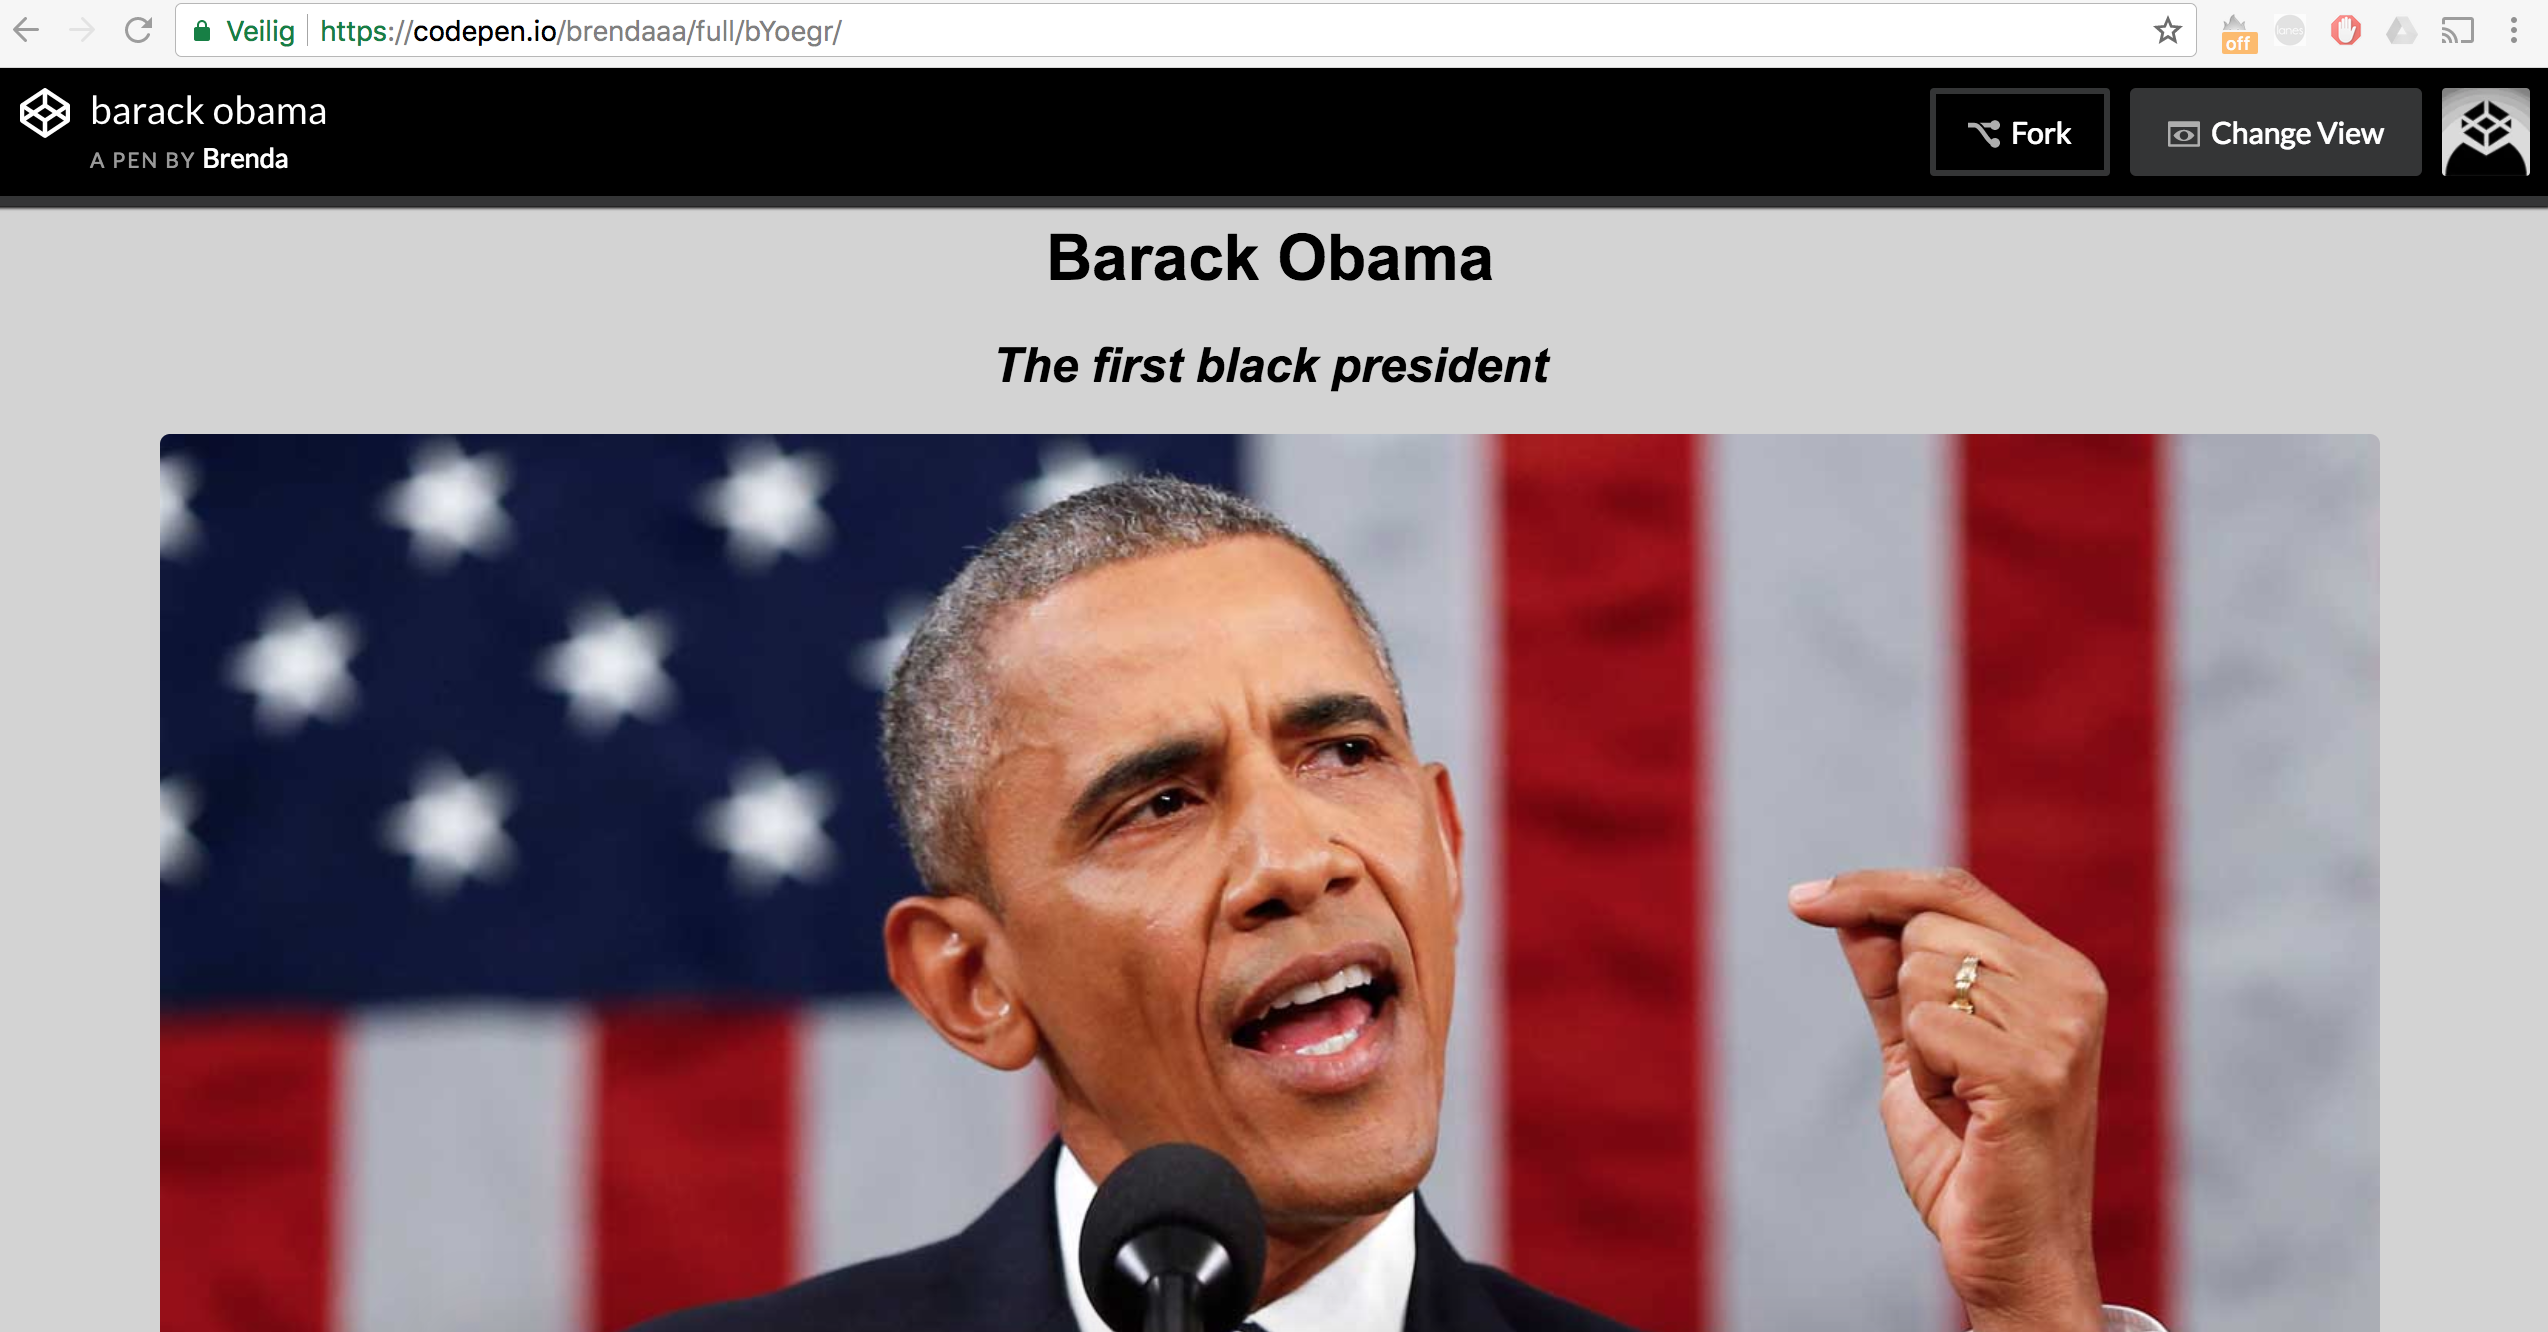 Veilig https://codepen.io/brendaaa/full/bYoegr/
off
barack obama
A PEN BY Brenda
Fork
Change View
Barack Obama
The first black president